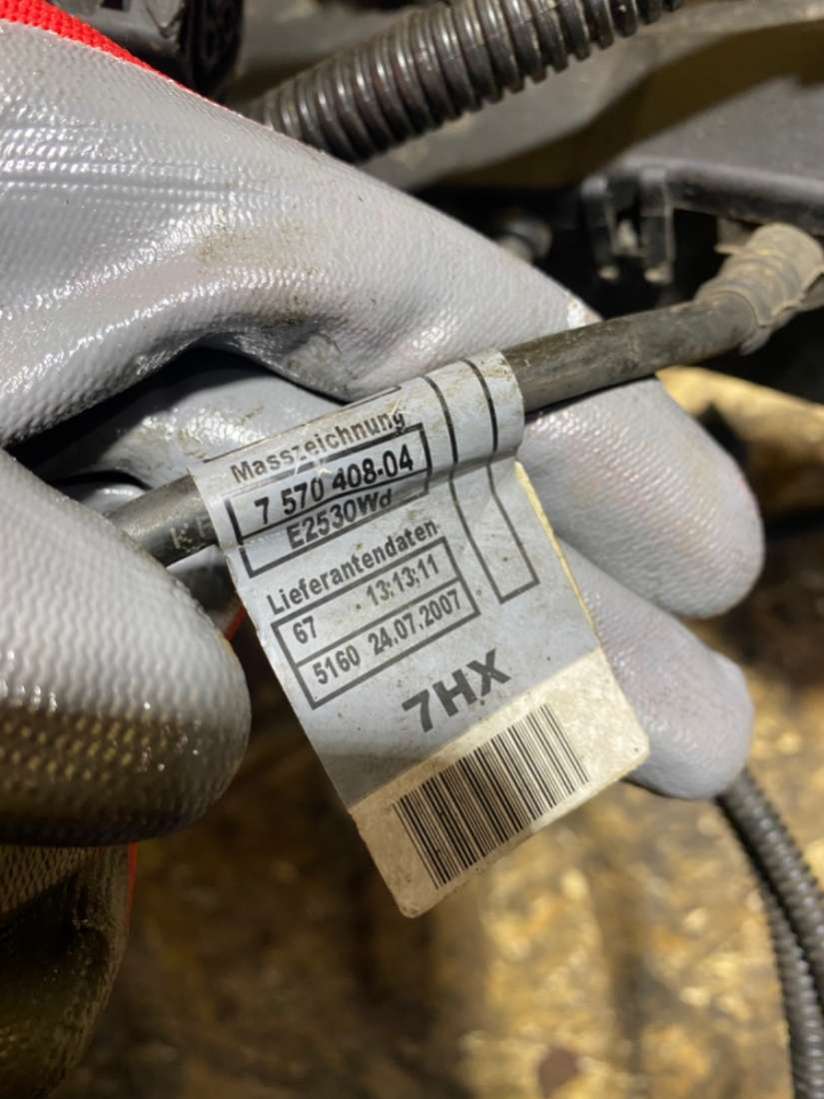 Masszeichnung
7 570 408-04
E2530Wd
Lieferantendaten
67 13:13:11
5160 24.07.2007
7HX